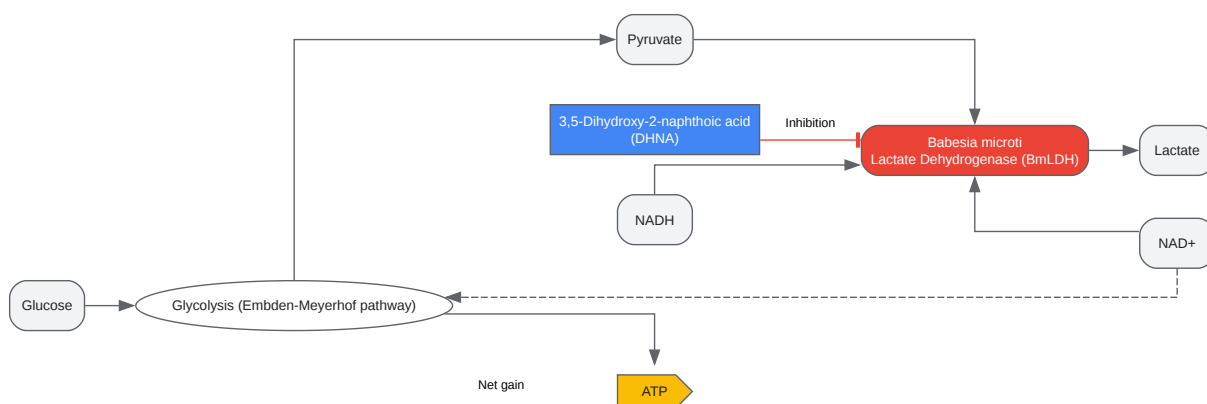 Pyruvate
3,5-Dihydroxy-2-naphthoic acid
(DHNA)
Inhibition
Babesia microti
Lactate Dehydrogenase (BmLDH)
Lactate
NADH
NAD+
Glucose
Glycolysis (Embden-Meyerhof pathway)
Net gain
ATP